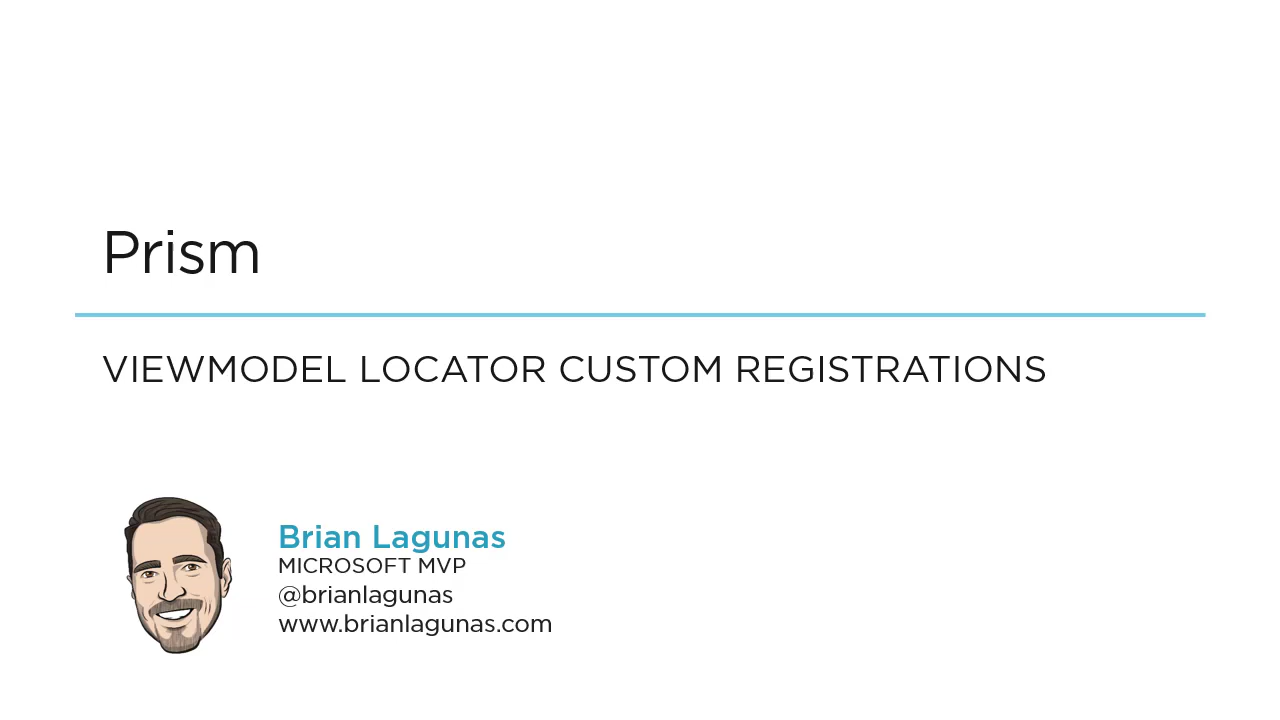 Prism
VIEWMODEL LOCATOR CUSTOM REGISTRATIONS
Brian Lagunas
MICROSOFT MVP
@brianlagunas
www.brianlagunas.com